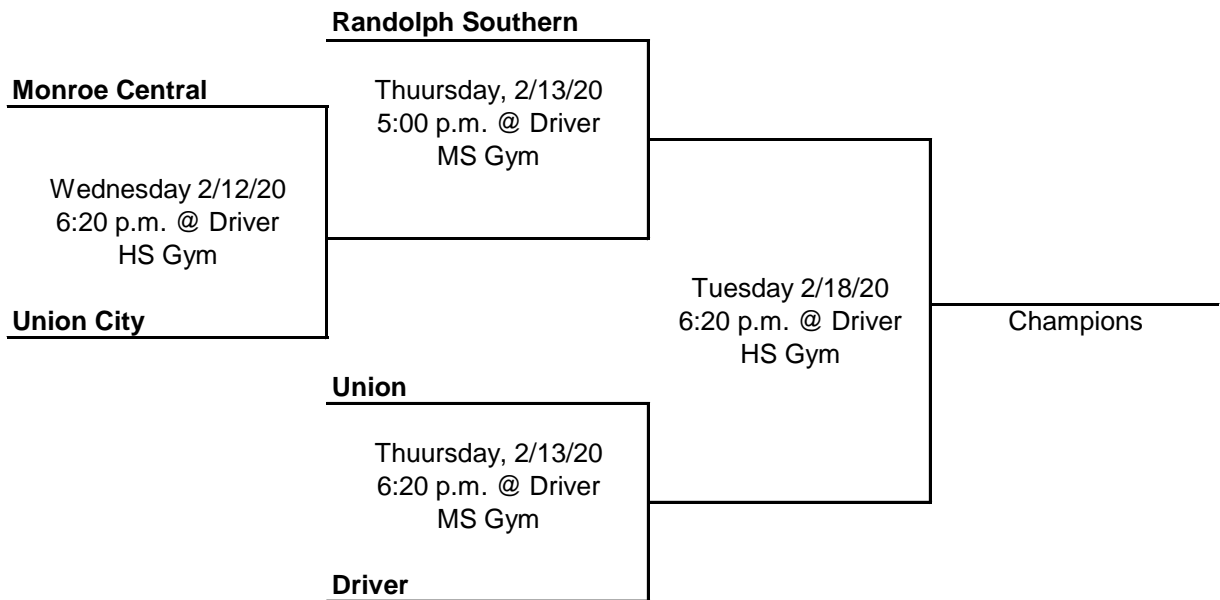 Randolph Southern
Monroe Central
Thuursday, 2/13/20
5:00 p.m. @ Driver
MS Gym
Wednesday 2/12/20
6:20 p.m. @ Driver
HS Gym
Union City
Tuesday 2/18/20
6:20 p.m. @ Driver
HS Gym
Champions
Union
Thuursday, 2/13/20
6:20 p.m. @ Driver
MS Gym
Driver